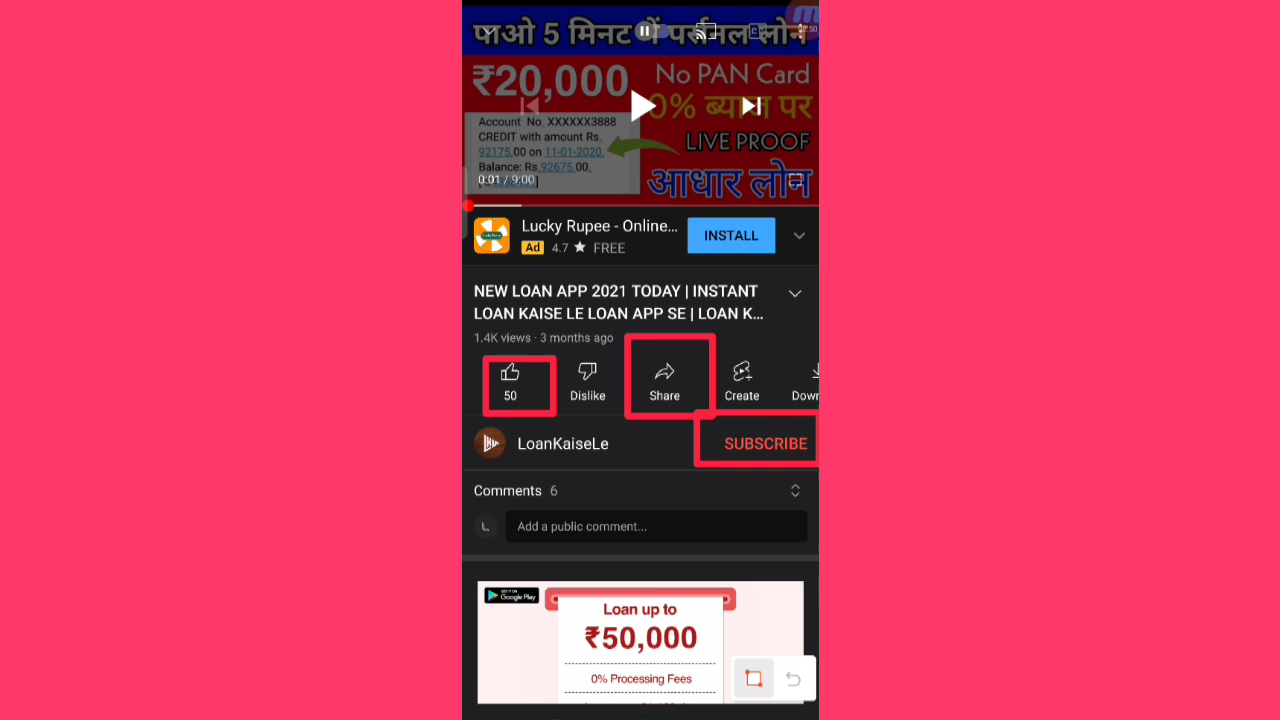 पाओ 5 मिनट में पर्सनल लोन
₹20,000
No PAN Card
0% ब्याज पर
Account No. XXXXXX3888
CREDIT with amount Rs.
92175.00 on 11-01-2020.
Balance: Rs.92675.00,
LIVE PROOF
आधार लोन
0:01 / 9:00
Lucky Rupee - Online...
Ad 4.7 ★ FREE
INSTALL
NEW LOAN APP 2021 TODAY | INSTANT
LOAN KAISE LE LOAN APP SE | LOAN K...
1.4K views · 3 months ago
50 Dislike Share Create Down
LoanKaiseLe
SUBSCRIBE
Comments 6
L
Add a public comment...
GET IT ON
Google Play
Loan up to
₹50,000
0% Processing Fees